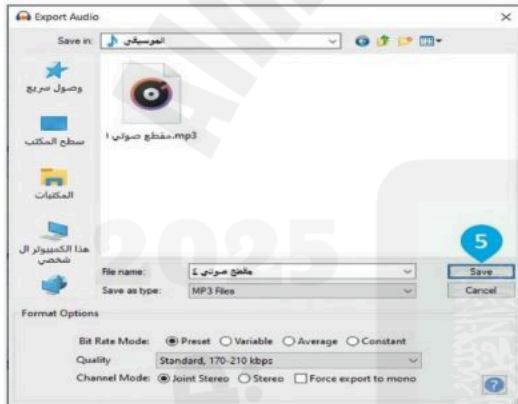 Export Audio
Save in: الموسيقى
وصول سريع
سطح المكتب
المكتبات
هذا الكمبيوتر ال
شخصي
مقطع صوتي ١.mp3
5
File name: مقطع صوتي ٤
Save
Save as type: MP3 Files
Cancel
Format Options
Bit Rate Mode: Preset Variable Average Constant
Quality Standard, 170-210 kbps
Channel Mode: Joint Stereo Stereo Force export to mono
2025